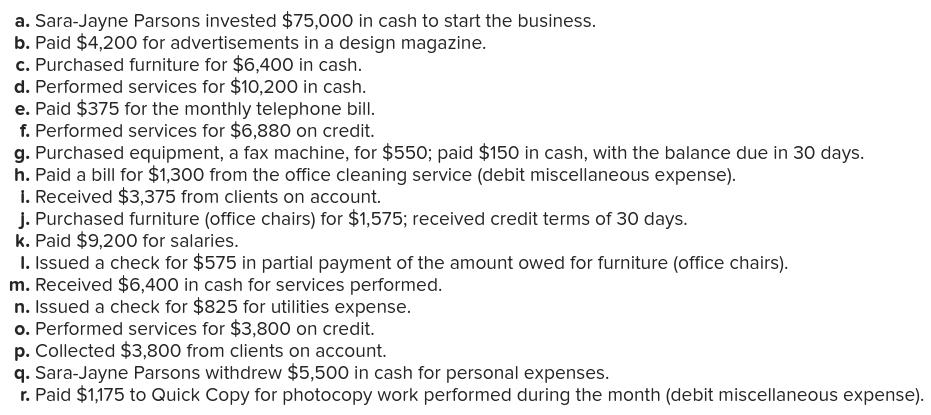 a. Sara-Jayne Parsons invested $75,000 in cash to start the business.
b. Paid $4,200 for advertisements in a design magazine.
c. Purchased furniture for $6,400 in cash.
d. Performed services for $10,200 in cash.
e. Paid $375 for the monthly telephone bill.
f. Performed services for $6,880 on credit.
g. Purchased equipment, a fax machine, for $550; paid $150 in cash, with the balance due in 30 days.
h. Paid a bill for $1,300 from the office cleaning service (debit miscellaneous expense).
i. Received $3,375 from clients on account.
j. Purchased furniture (office chairs) for $1,575; received credit terms of 30 days.
k. Paid $9,200 for salaries.
l. Issued a check for $575 in partial payment of the amount owed for furniture (office chairs).
m. Received $6,400 in cash for services performed.
n. Issued a check for $825 for utilities expense.
o. Performed services for $3,800 on credit.
p. Collected $3,800 from clients on account.
q. Sara-Jayne Parsons withdrew $5,500 in cash for personal expenses.
r. Paid $1,175 to Quick Copy for photocopy work performed during the month (debit miscellaneous expense).